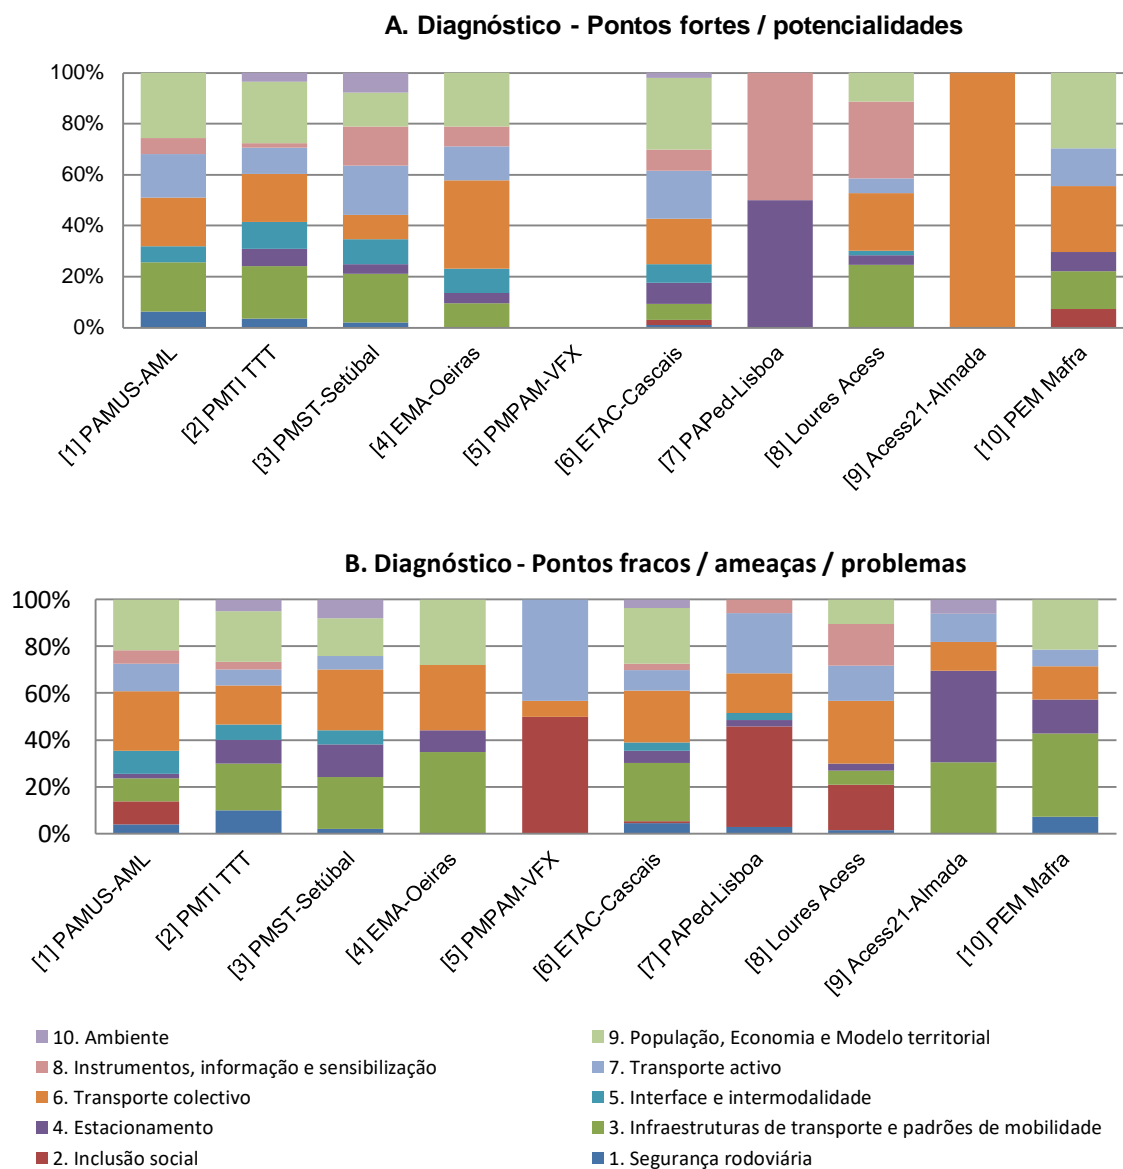 A. Diagnóstico - Pontos fortes / potencialidades
100%
80%
60%
40%
20%
0%
[1] PAMUS-AML
[2] PMTI TTT
[3] PMST-Setúbal
[4] EMA-Oeiras
[5] PMPAM-VFX
[6] ETAC-Cascais
[7] PAPed-Lisboa
[8] Loures Acess
[9] Acess21-Almada
[10] PEM Mafra
B. Diagnóstico - Pontos fracos / ameaças / problemas
100%
80%
60%
40%
20%
0%
[1] PAMUS-AML
[2] PMTI TTT
[3] PMST-Setúbal
[4] EMA-Oeiras
[5] PMPAM-VFX
[6] ETAC-Cascais
[7] PAPed-Lisboa
[8] Loures Acess
[9] Acess21-Almada
[10] PEM Mafra
10. Ambiente
9. População, Economia e Modelo territorial
8. Instrumentos, informação e sensibilização
7. Transporte activo
6. Transporte colectivo
5. Interface e intermodalidade
4. Estacionamento
3. Infraestruturas de transporte e padrões de mobilidade
2. Inclusão social
1. Segurança rodoviária